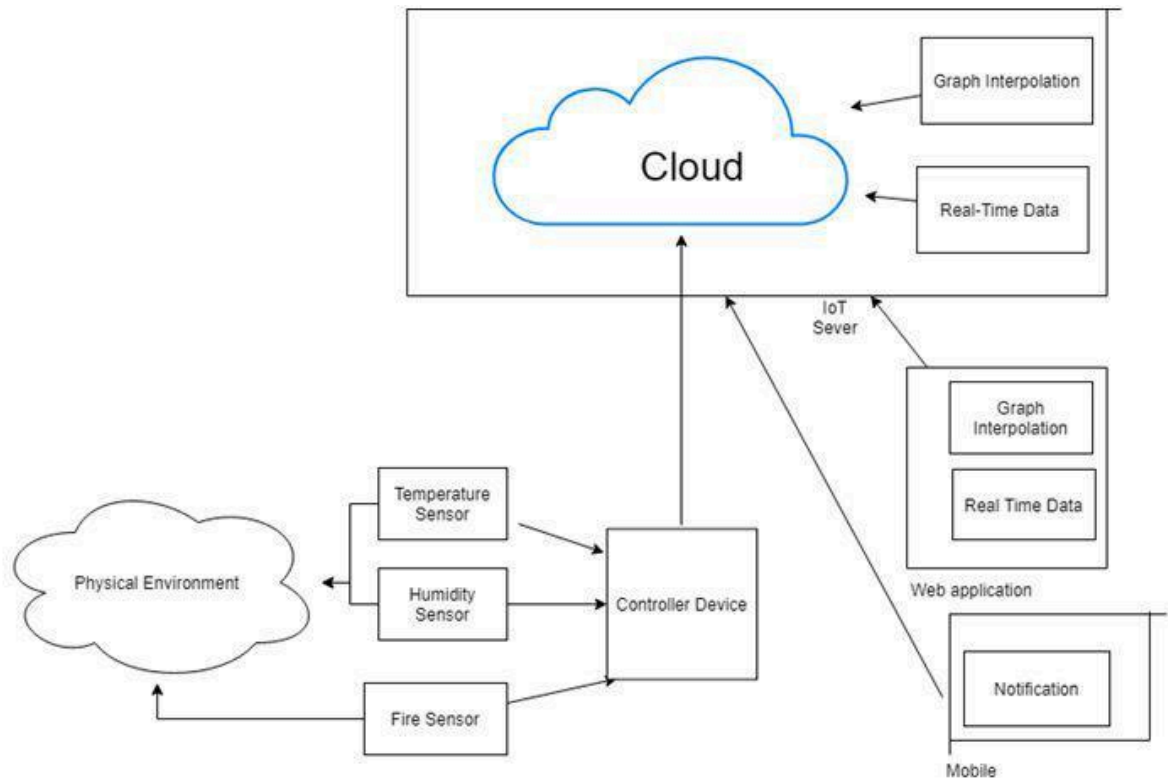 Graph Interpolation
Cloud
Real-Time Data
IoT
Sever
Graph
Interpolation
Real Time Data
Web application
Temperature
Sensor
Physical Environment
Humidity
Sensor
Controller Device
Fire Sensor
Notification
Mobile